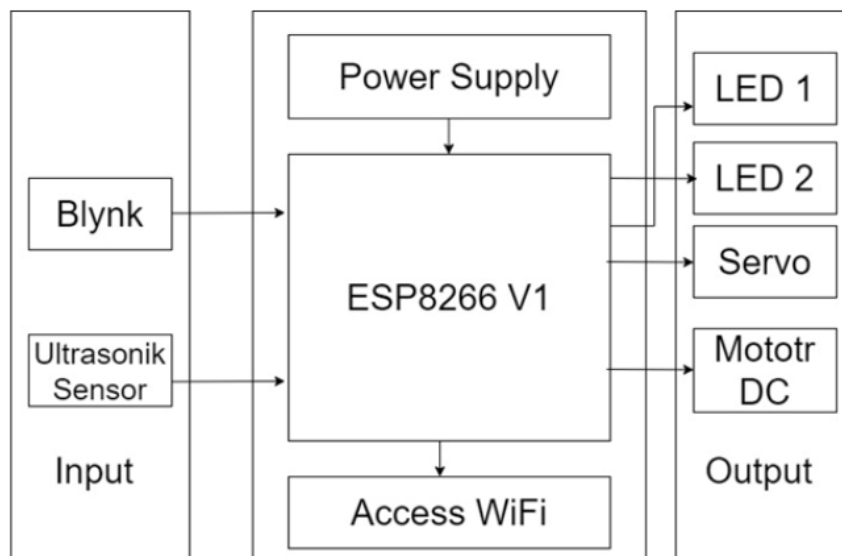 Power Supply
LED 1
LED 2
Blynk
Servo
ESP8266 V1
Ultrasonik
Sensor
Mototr
DC
Input
Output
Access WiFi